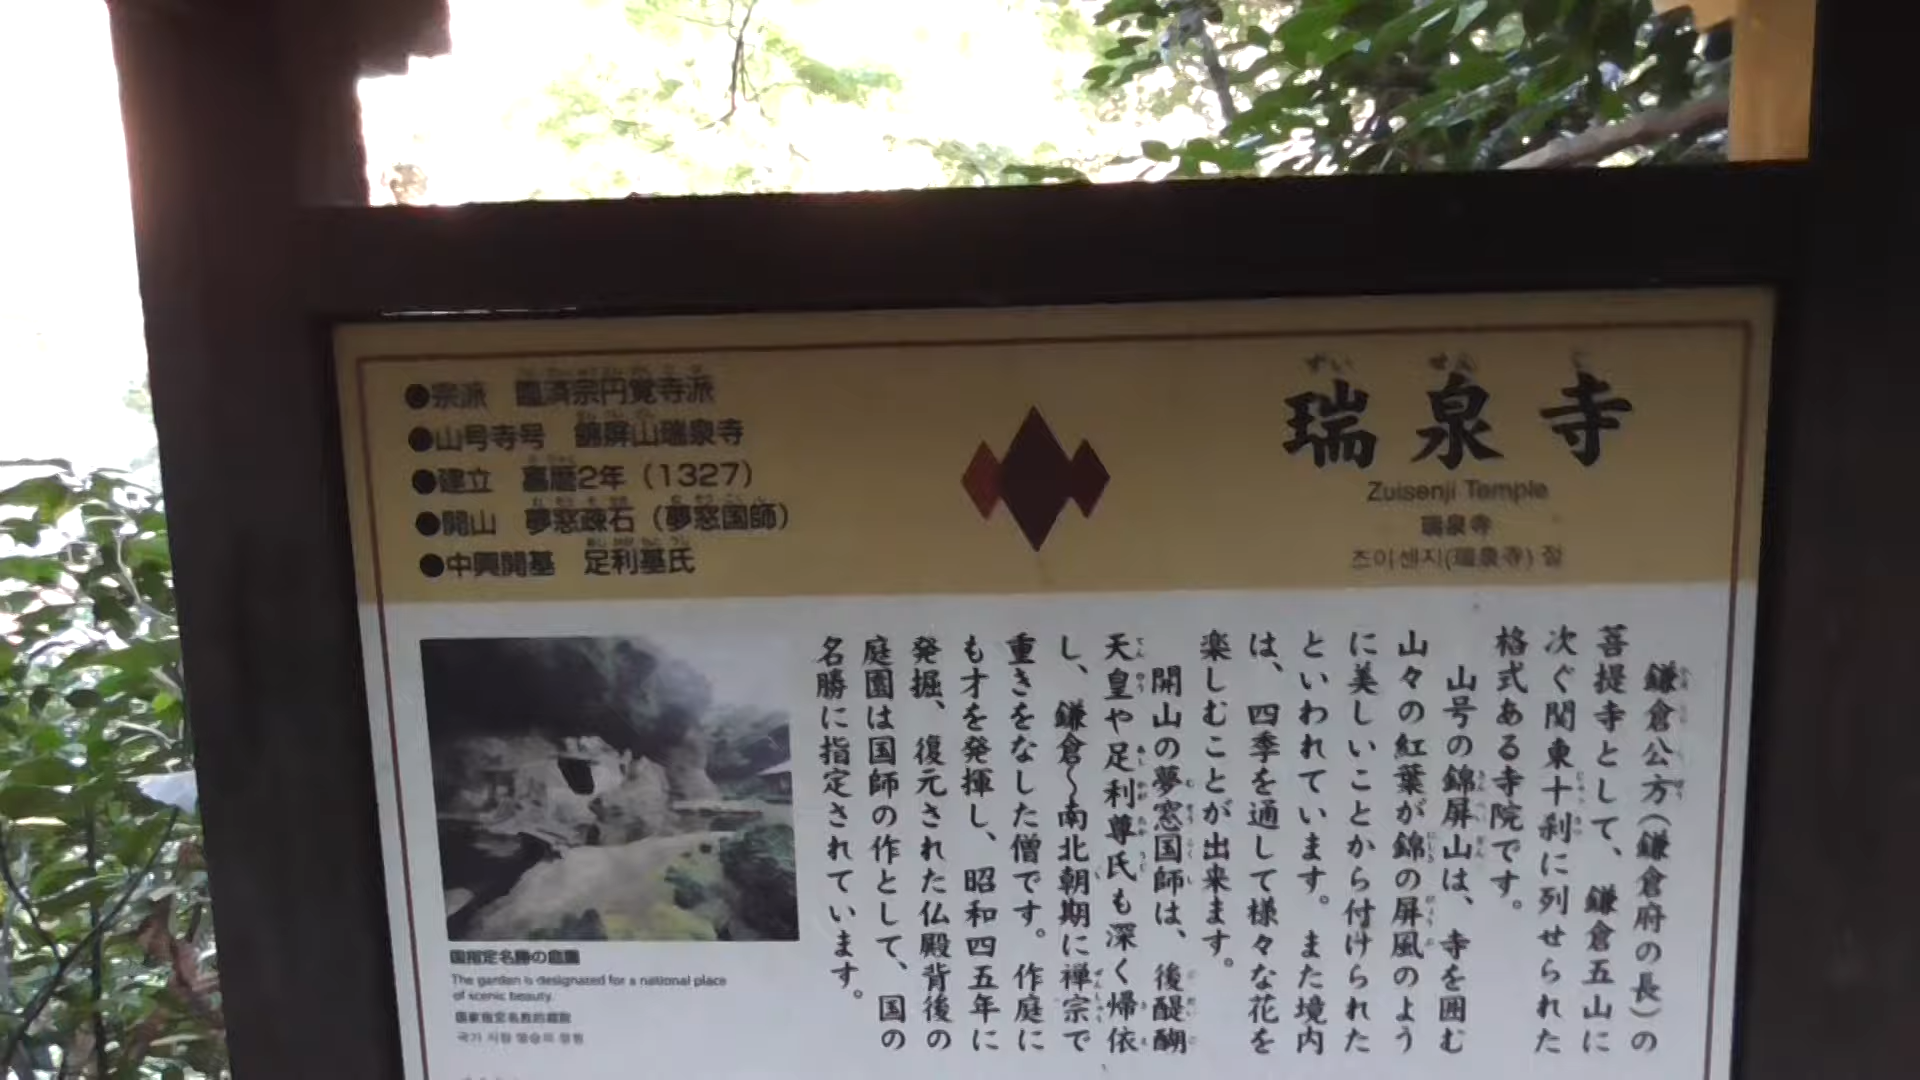 瑞泉寺
ずいせんじ
Zuisenji Temple
瑞泉寺
즈이센지(瑞泉寺) 절
●宗派 臨済宗円覚寺派
●山号寺号 錦屏山瑞泉寺
●建立 嘉暦2年(1327)
●開山 夢窓疎石(夢窓国師)
●中興開基 足利基氏
鎌倉公方(鎌倉府の長)の
菩提寺として、鎌倉五山に
次ぐ関東十刹に列せられた
格式ある寺院です。
山号の錦屏山は、寺を囲む
山々の紅葉が錦の屏風のよう
に美しいことから付けられた
といわれています。また境内
は、四季を通して様々な花を
楽しむことが出来ます。
開山の夢窓国師は、後醍醐
天皇や足利尊氏も深く帰依
し、鎌倉〜南北朝期に禅宗で
重きをなした僧です。作庭に
も才を発揮し、昭和四五年に
発掘、復元された仏殿背後の
庭園は国師の作として、国の
名勝に指定されています。
国指定名勝の庭園
The garden is designated for a national place
of scenic beauty.